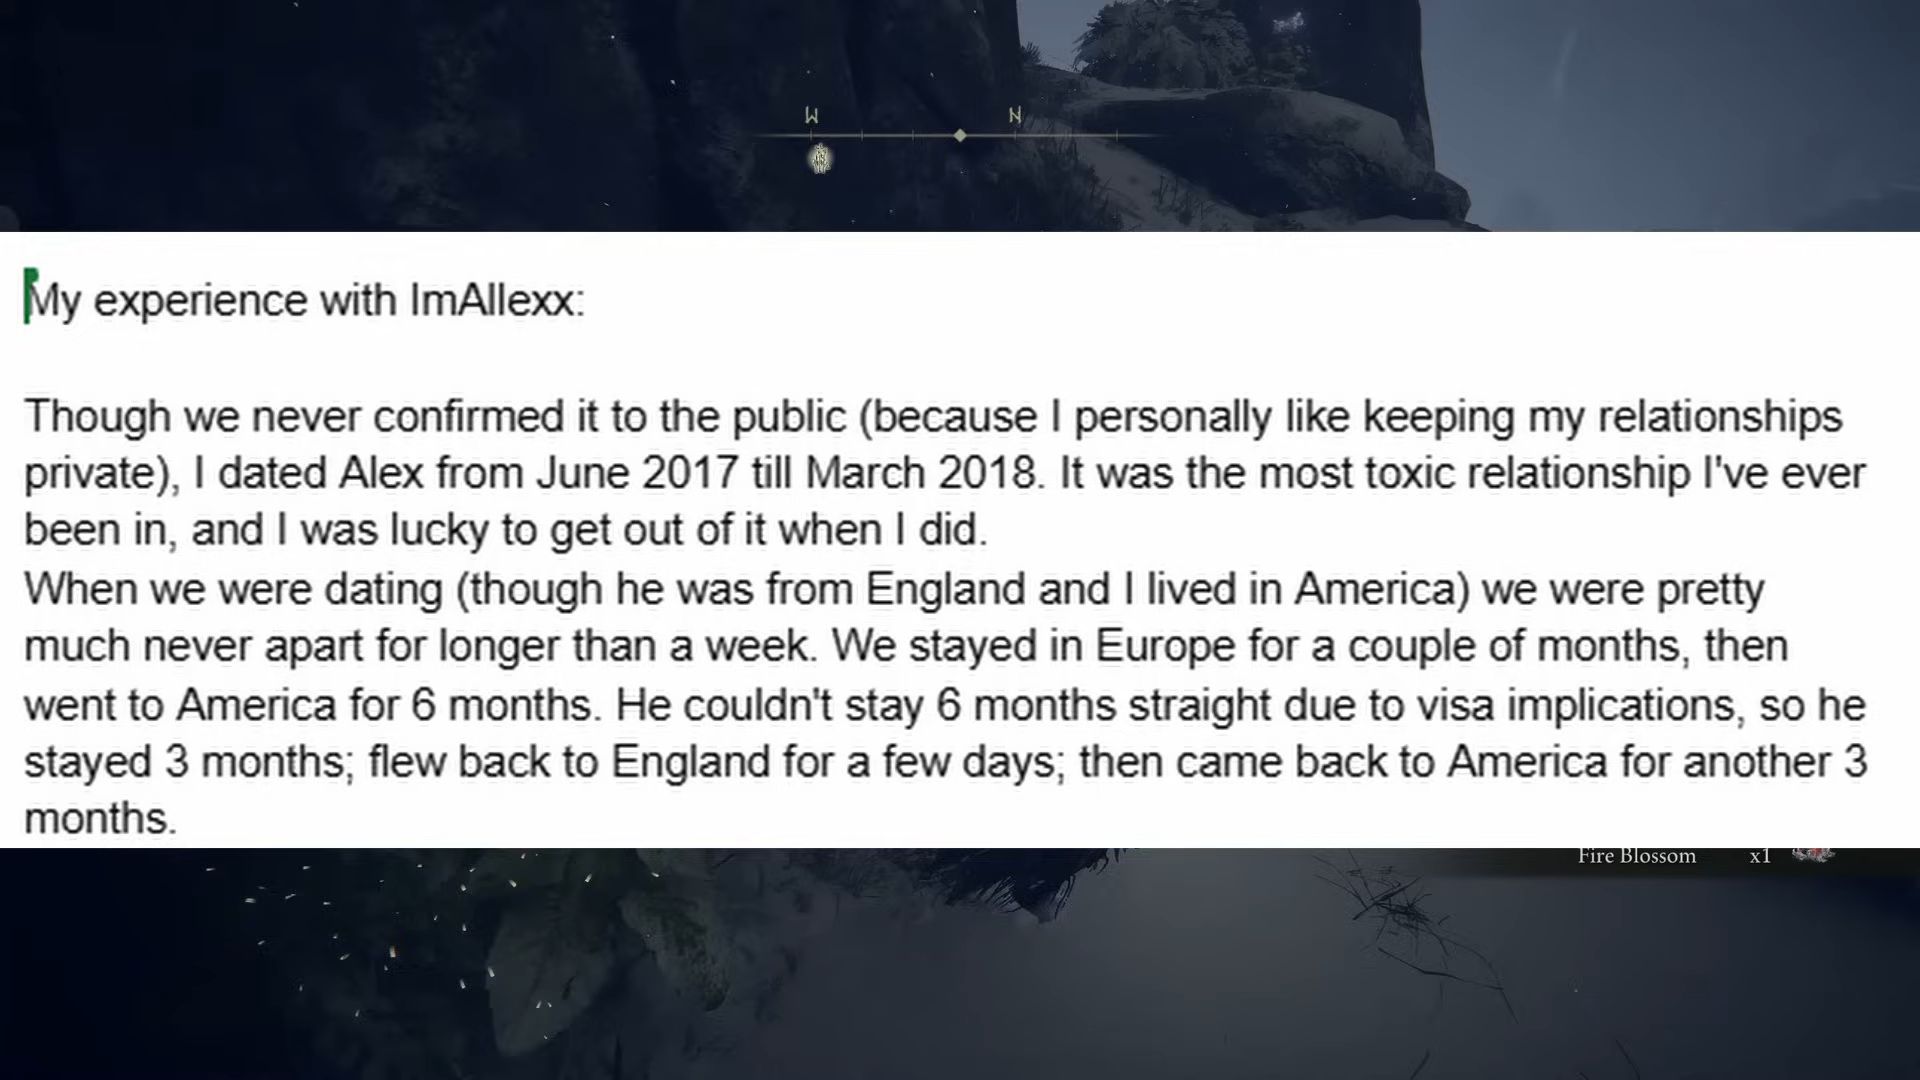 W N
My experience with ImAllexx:
Though we never confirmed it to the public (because I personally like keeping my relationships
private), I dated Alex from June 2017 till March 2018. It was the most toxic relationship I've ever
been in, and I was lucky to get out of it when I did.
When we were dating (though he was from England and I lived in America) we were pretty
much never apart for longer than a week. We stayed in Europe for a couple of months, then
went to America for 6 months. He couldn't stay 6 months straight due to visa implications, so he
stayed 3 months; flew back to England for a few days; then came back to America for another 3
months.
Fire Blossom x1